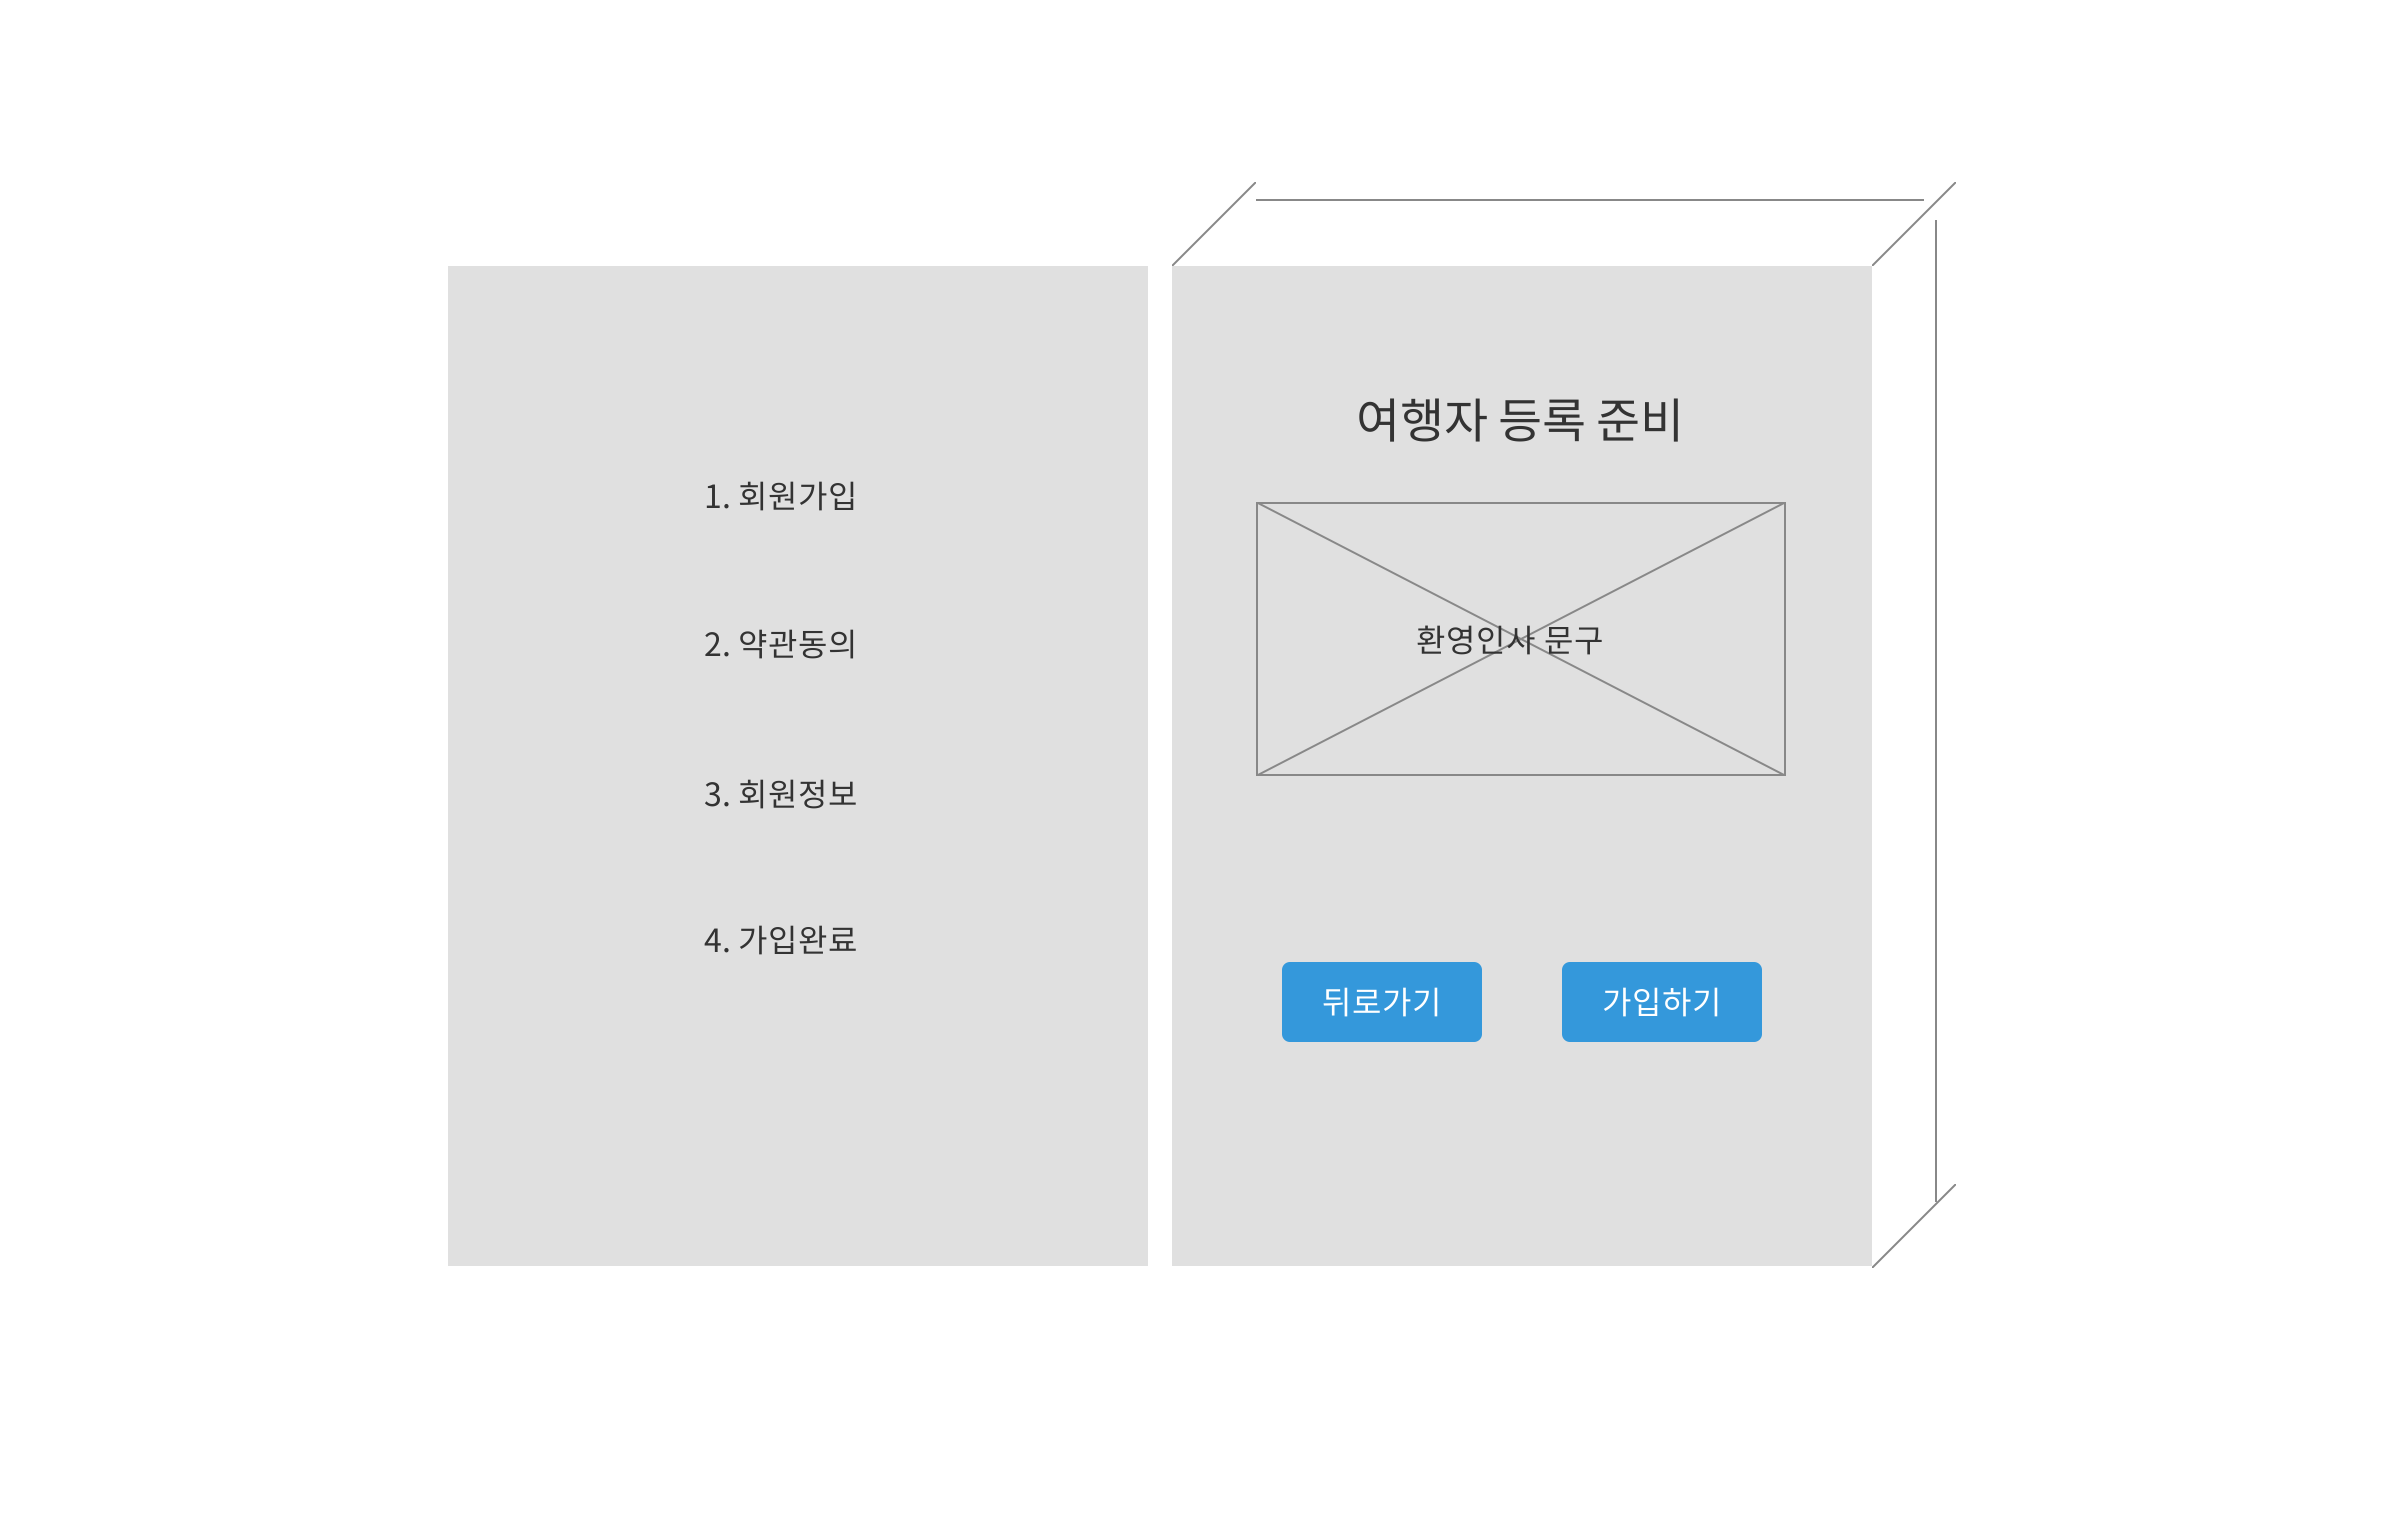 1. 회원가입
2. 약관동의
3. 회원정보
4. 가입완료
여행자 등록 준비
환영인사 문구
뒤로가기
가입하기